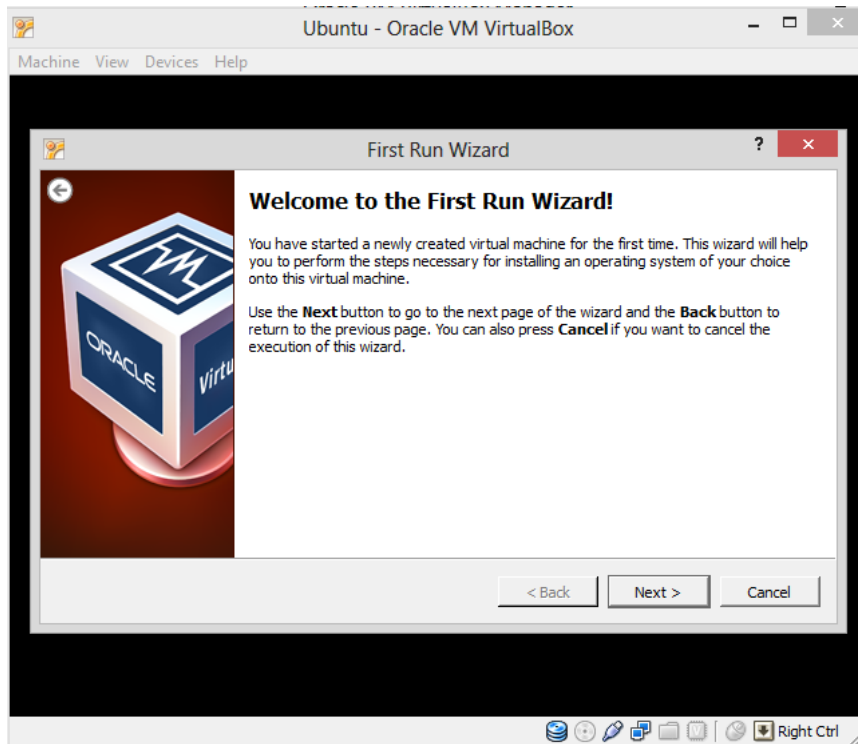 Ubuntu - Oracle VM VirtualBox
Machine View Devices Help
First Run Wizard
?
Welcome to the First Run Wizard!
You have started a newly created virtual machine for the first time. This wizard will help
you to perform the steps necessary for installing an operating system of your choice
onto this virtual machine.
Use the Next button to go to the next page of the wizard and the Back button to
return to the previous page. You can also press Cancel if you want to cancel the
execution of this wizard.
ORACLE
Virtu
< Back Next > Cancel
Right Ctrl